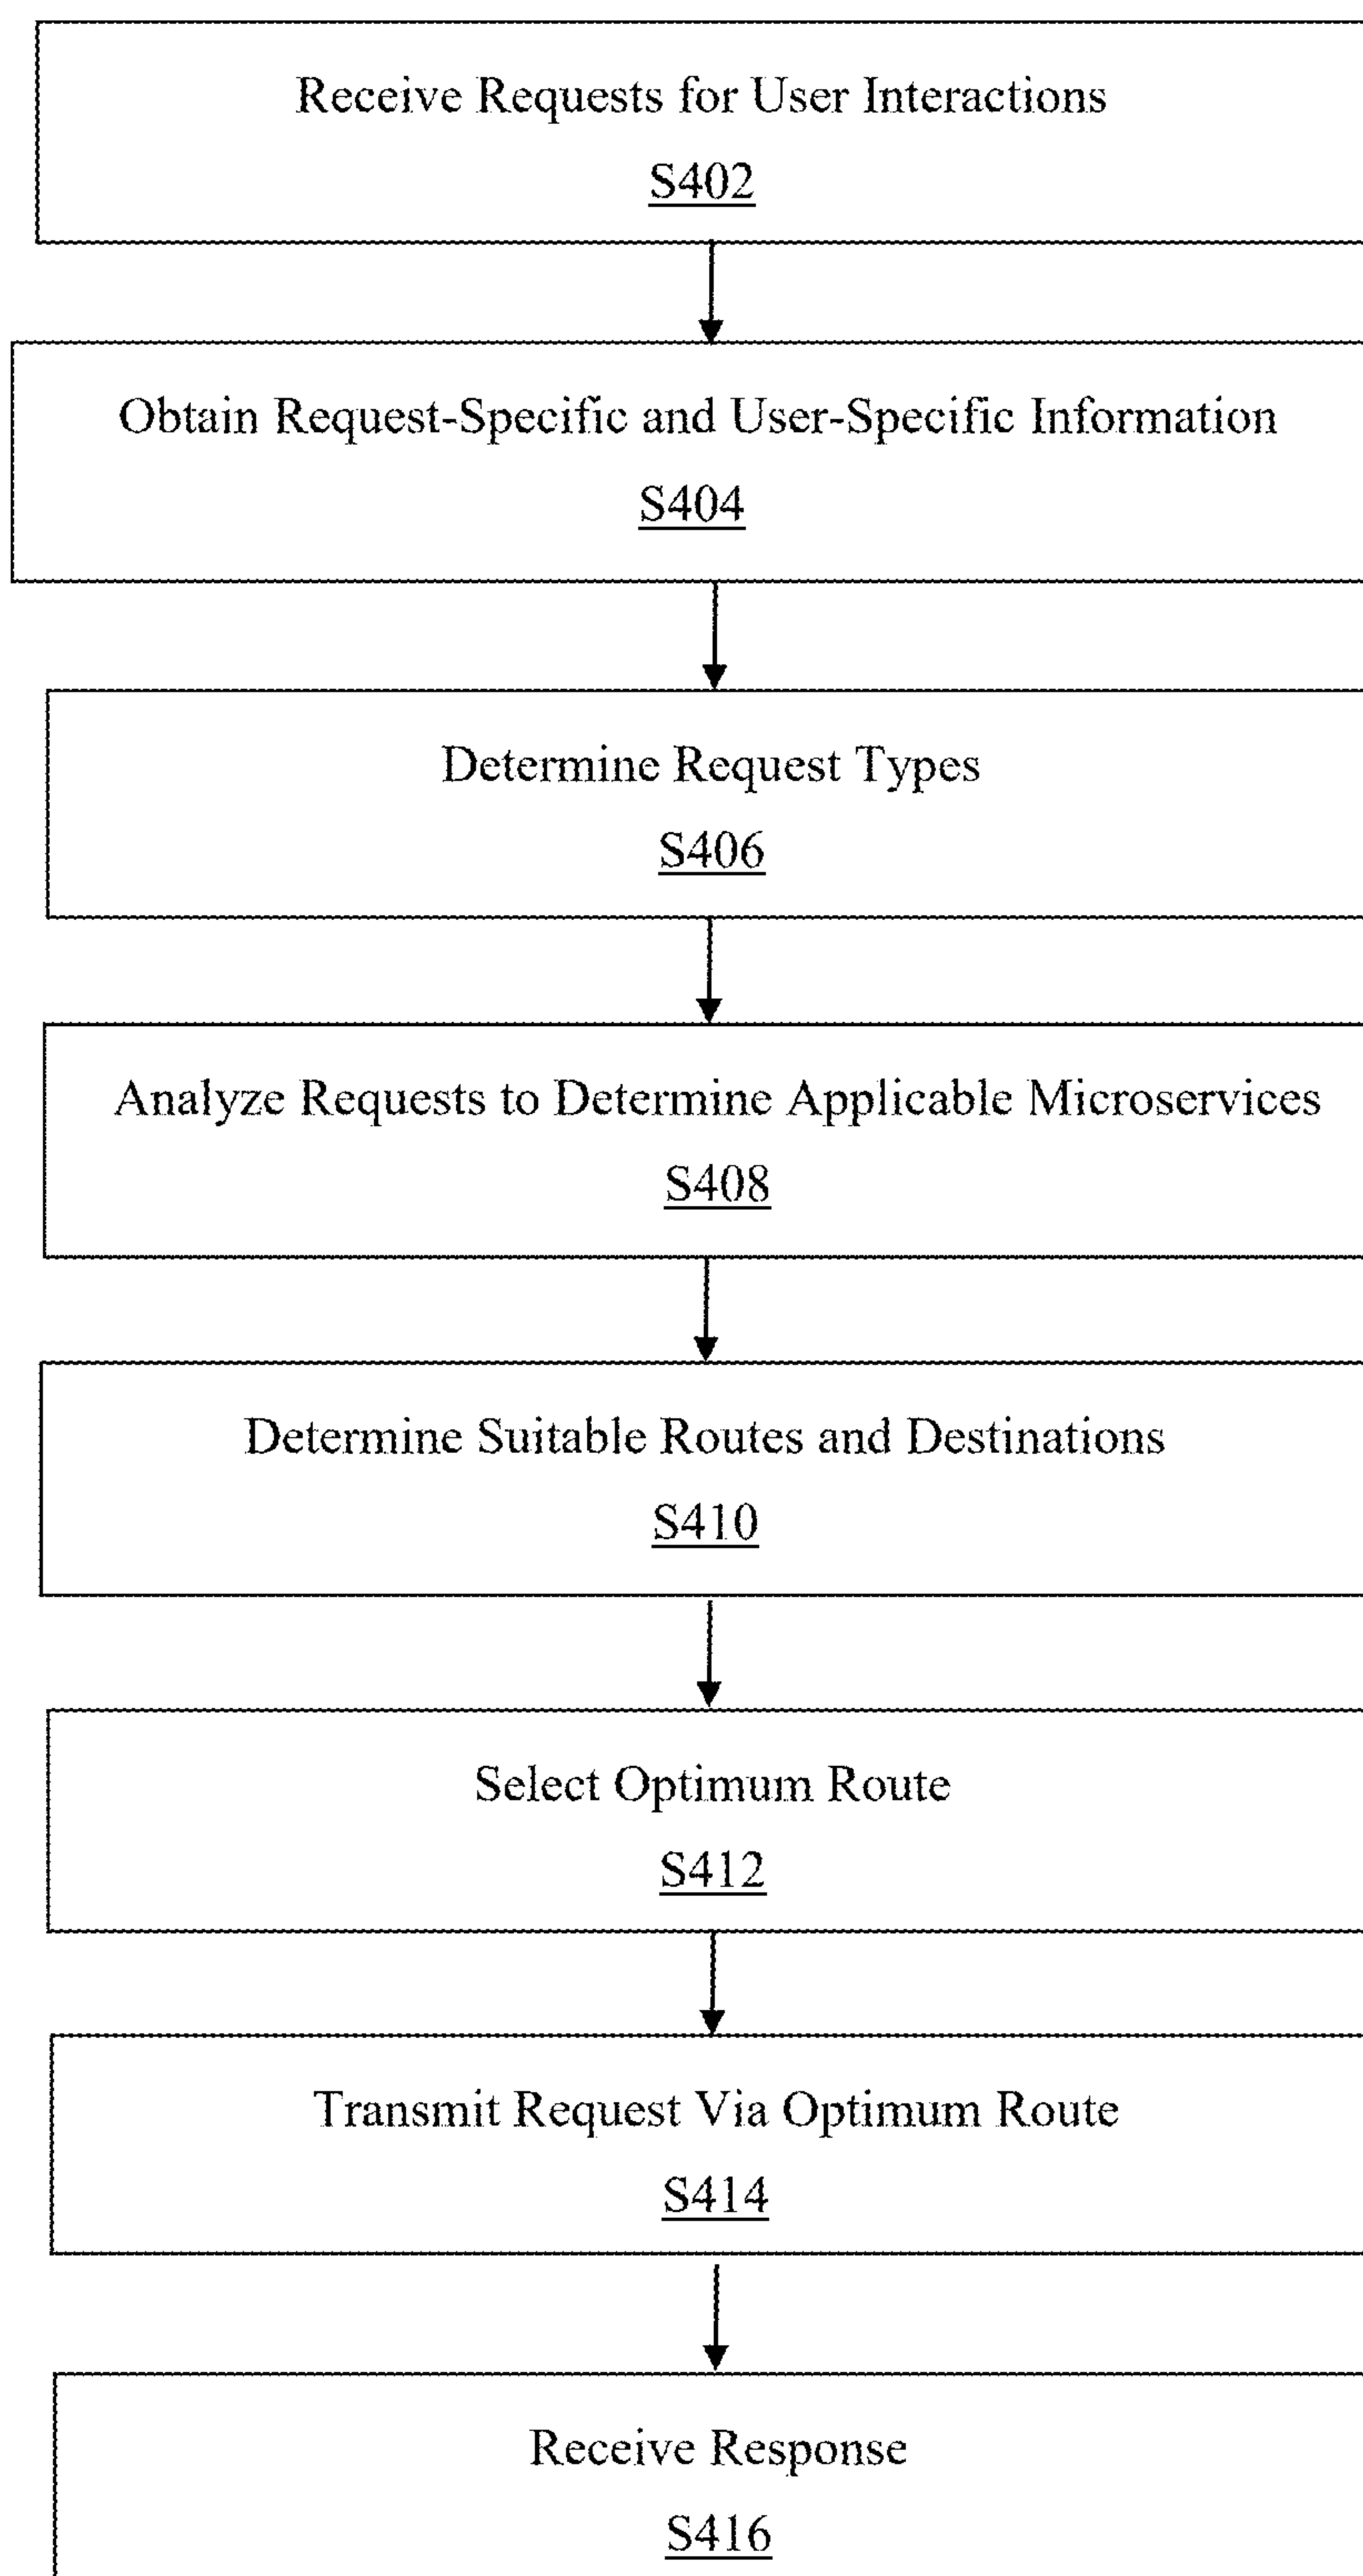 Receive Requests for User Interactions
S402
Obtain Request-Specific and User-Specific Information
S404
Determine Request Types
S406
Analyze Requests to Determine Applicable Microservices
S408
Determine Suitable Routes and Destinations
S410
Select Optimum Route
S412
Transmit Request Via Optimum Route
S414
Receive Response
S416